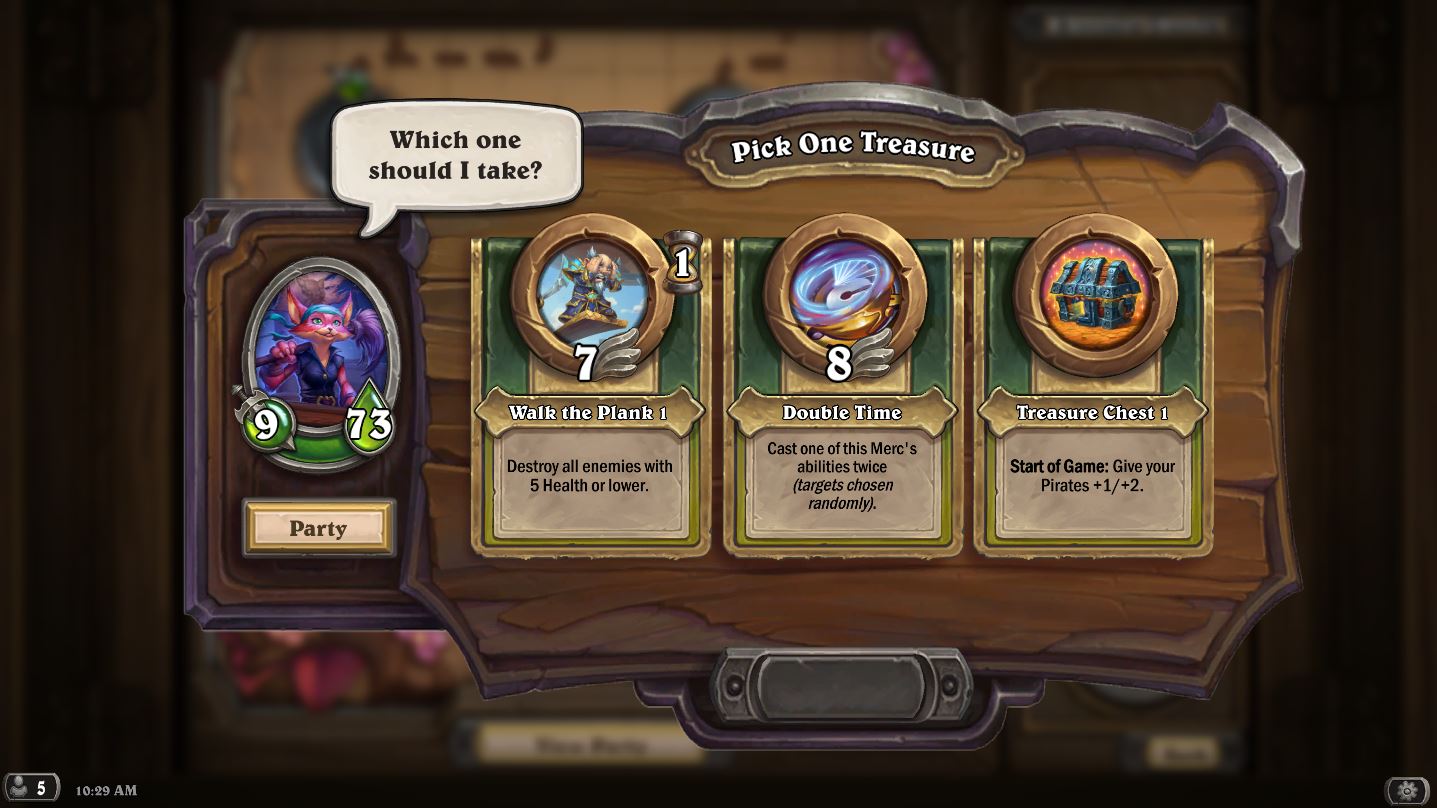 Which one
should I take?
Pick One Treasure
1
9
73
Party
7
Walk the Plank 1
Destroy all enemies with
5 Health or lower.
8
Double Time
Cast one of this Merc's
abilities twice
(targets chosen
randomly).
Treasure Chest 1
Start of Game: Give your
Pirates +1/+2.
5
10:29 AM